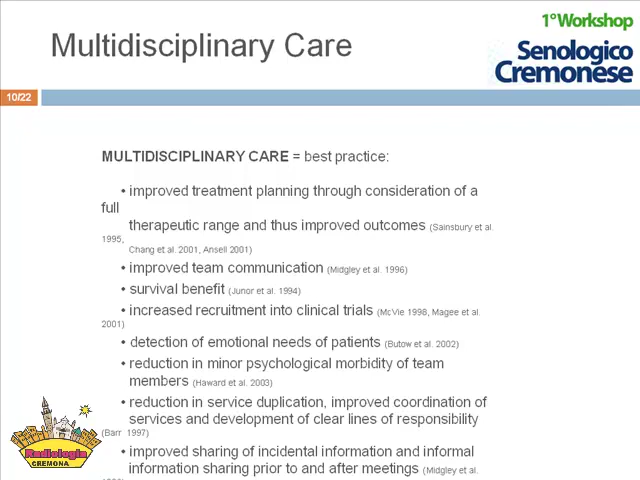 1°Workshop
Multidisciplinary Care
Senologico
Cremonese
10/22
MULTIDISCIPLINARY CARE = best practice:
• improved treatment planning through consideration of a
full
therapeutic range and thus improved outcomes (Sainsbury et al.
1995,
Chang et al. 2001, Ansell 2001)
• improved team communication (Midgley et al. 1996)
• survival benefit (Junor et al. 1994)
• increased recruitment into clinical trials (McVie 1998, Magee et al.
2001)
• detection of emotional needs of patients (Butow et al. 2002)
• reduction in minor psychological morbidity of team
members (Haward et al. 2003)
• reduction in service duplication, improved coordination of
services and development of clear lines of responsibility
(Barr 1997)
• improved sharing of incidental information and informal
information sharing prior to and after meetings (Midgley et al.
Radiologia
CREMONA